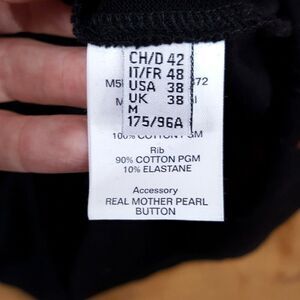 CH/D 42
IT/FR 48
USA 38
UK 38
M
175/96A
100% COTTON PGM
Rib
90% COTTON PGM
10% ELASTANE
Accessory
REAL MOTHER PEARL
BUTTON